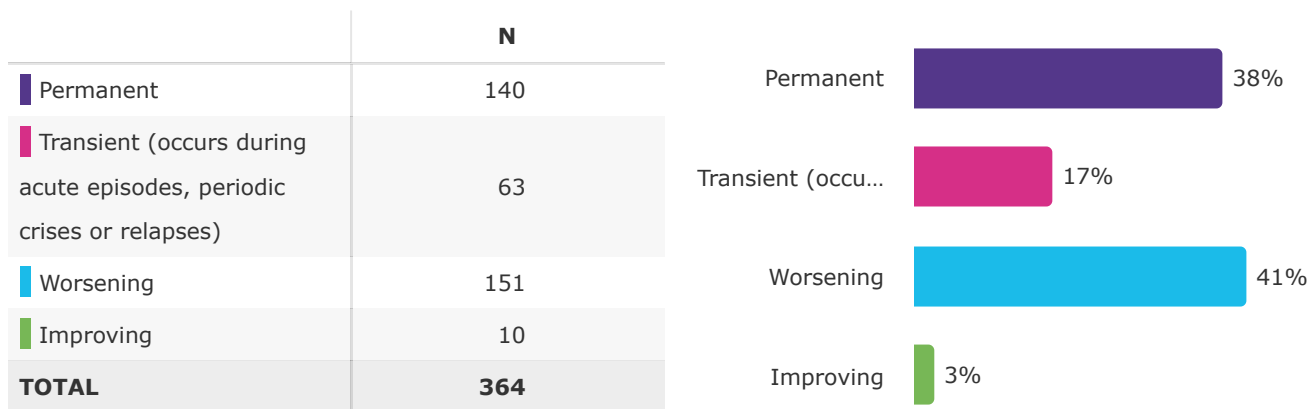 N
Permanent 140
Transient (occurs during
acute episodes, periodic
crises or relapses) 63
Worsening 151
Improving 10
TOTAL 364
Permanent 38%
Transient (occu... 17%
Worsening 41%
Improving 3%